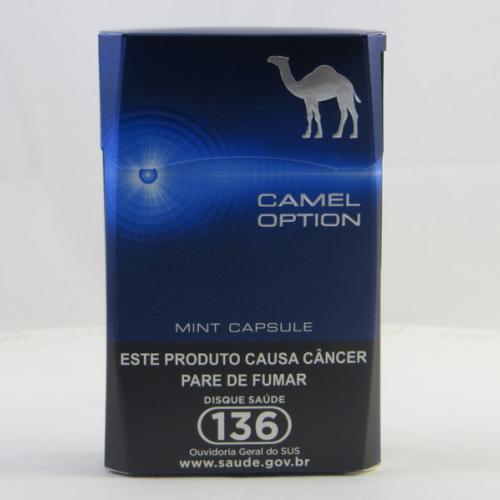 CAMEL
OPTION
MINT CAPSULE
ESTE PRODUTO CAUSA CÂNCER
PARE DE FUMAR
DISQUE SAÚDE
136
Ouvidoria Geral do SUS
www.saude.gov.br